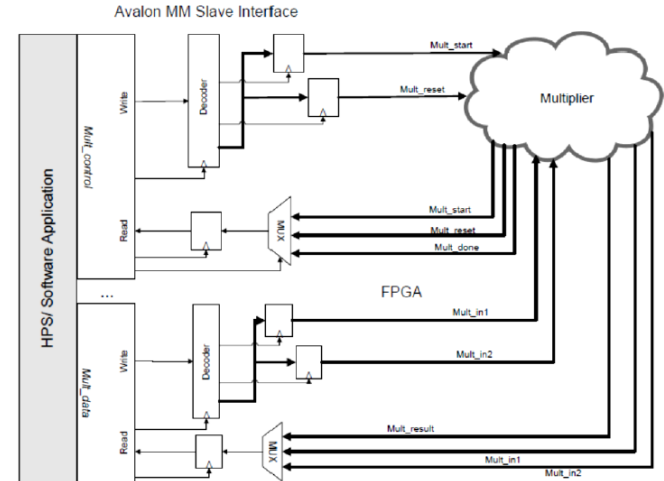 Avalon MM Slave Interface
HPS/ Software Application
Mult_control
Write
Decoder
Mult_start
Mult_reset
Multiplier
Read
MUX
Mult_start
Mult_reset
Mult_done
...
FPGA
Mult_data
Write
Decoder
Mult_in1
Mult_in2
Read
MUX
Mult_result
Mult_in1
Mult_in2